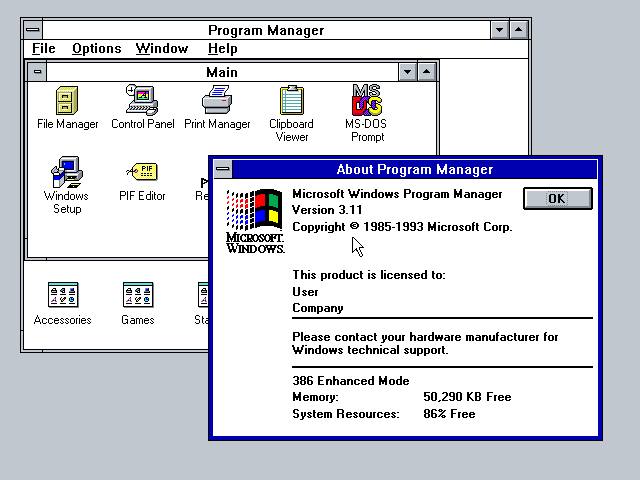 Program Manager
File Options Window Help
Main
File Manager
Control Panel
Print Manager
Clipboard
Viewer
MS-DOS
Prompt
MS
DOS
Windows
Setup
PIF
PIF Editor
Accessories
Games
About Program Manager
MICROSOFT.
WINDOWS.
Microsoft Windows Program Manager
Version 3.11
Copyright © 1985-1993 Microsoft Corp.
OK
This product is licensed to:
User
Company
Please contact your hardware manufacturer for
Windows technical support.
386 Enhanced Mode
Memory: 50,290 KB Free
System Resources: 86% Free